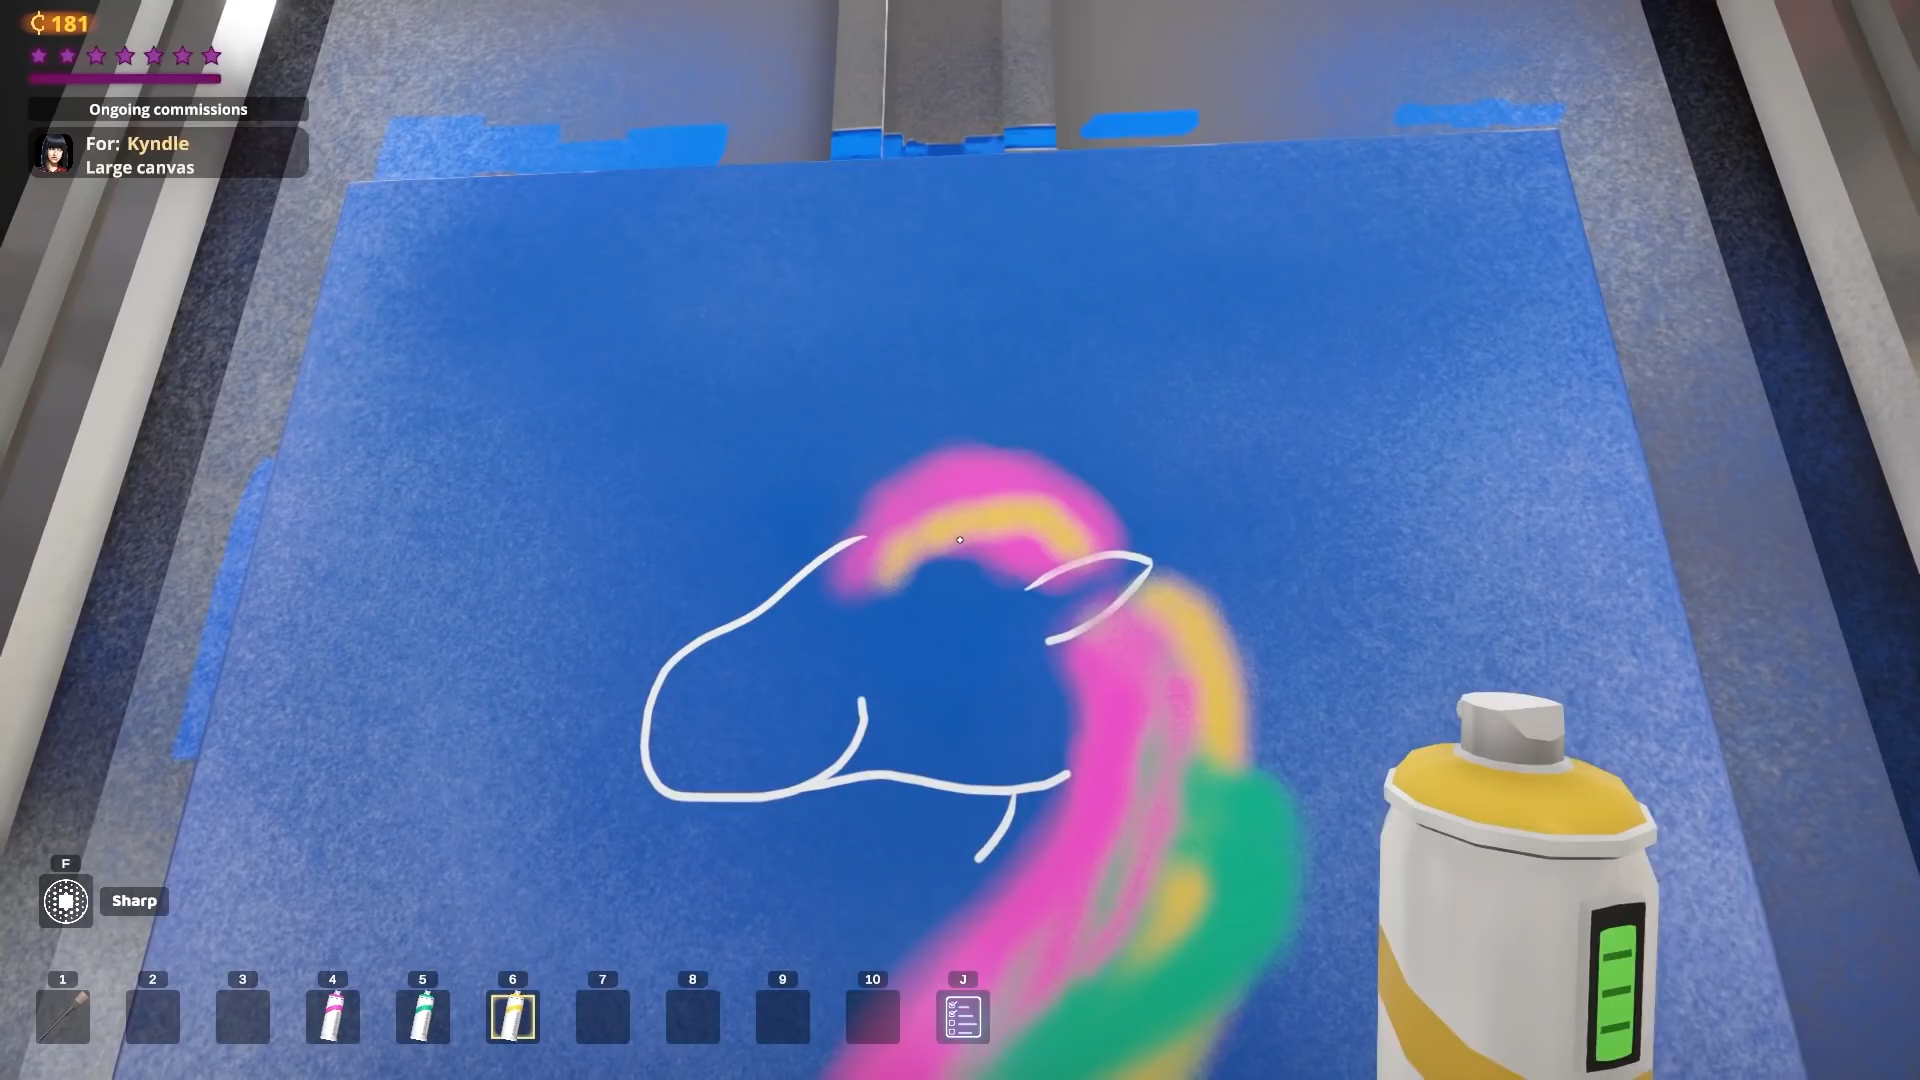 ₵ 181
Ongoing commissions
For: Kyndle
Large canvas
F
Sharp
1 2 3 4 5 6 7 8 9 10 J